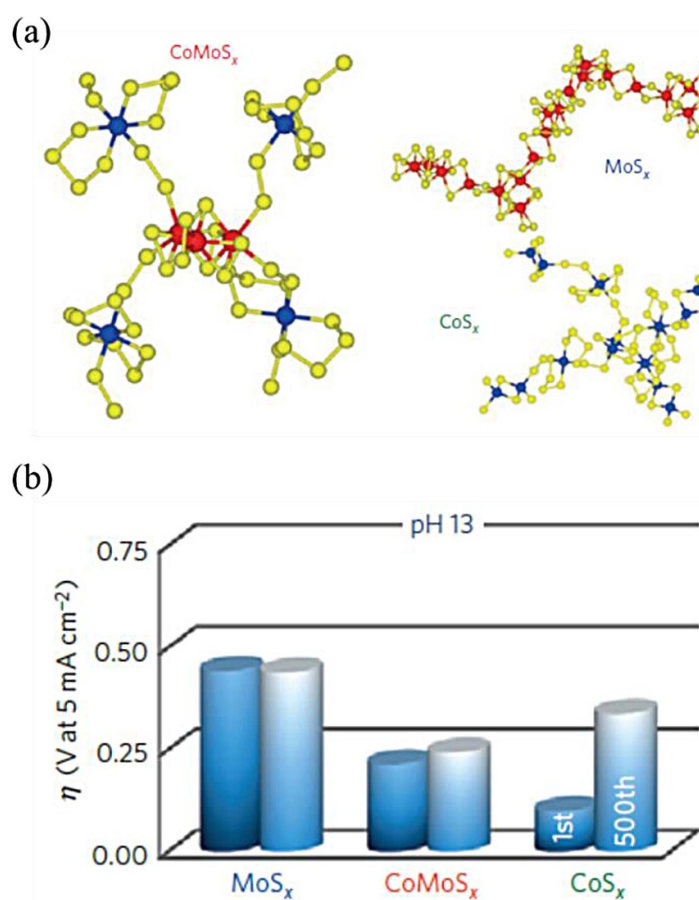 (a)
CoMoSₓ
MoSₓ
CoSₓ
(b)
pH 13
η (V at 5 mA cm⁻²)
0.75
0.50
0.25
0.00
1st
500th
MoSₓ
CoMoSₓ
CoSₓ